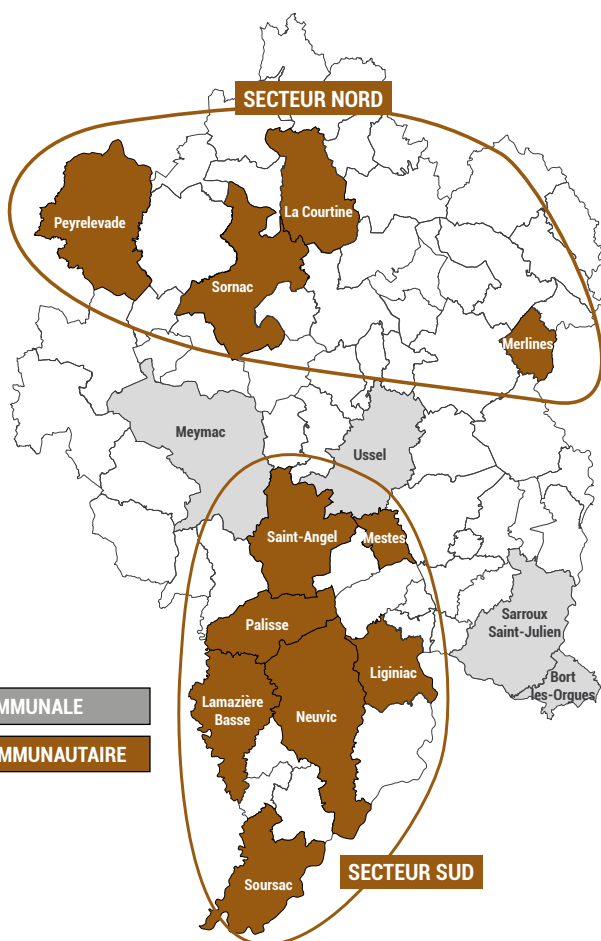 SECTEUR NORD
La Courtine
Peyrelevade
Sornac
Merlines
Meymac
Ussel
Saint-Angel
Mestes
Sarroux
Saint-Julien
Palisse
Liginiac
Bort
les-Orgues
Lamazière
Basse
Neuvic
MMUNALE
MMUNAUTAIRE
SECTEUR SUD
Soursac